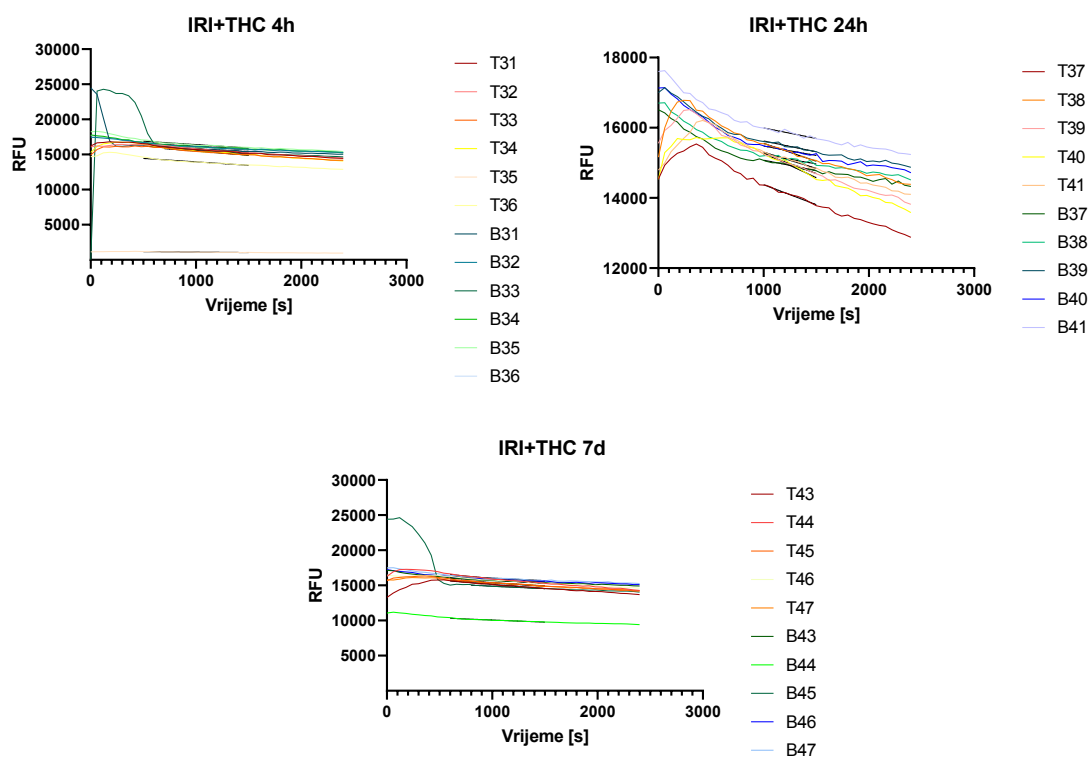 IRI+THC 4h
30000
25000
20000
15000
10000
5000
0
1000
2000
3000
RFU
Vrijeme [s]
T31
T32
T33
T34
T35
T36
B31
B32
B33
B34
B35
B36
IRI+THC 24h
18000
16000
14000
12000
0
1000
2000
3000
RFU
Vrijeme [s]
T37
T38
T39
T40
T41
B37
B38
B39
B40
B41
IRI+THC 7d
30000
25000
20000
15000
10000
5000
0
1000
2000
3000
RFU
Vrijeme [s]
T43
T44
T45
T46
T47
B43
B44
B45
B46
B47